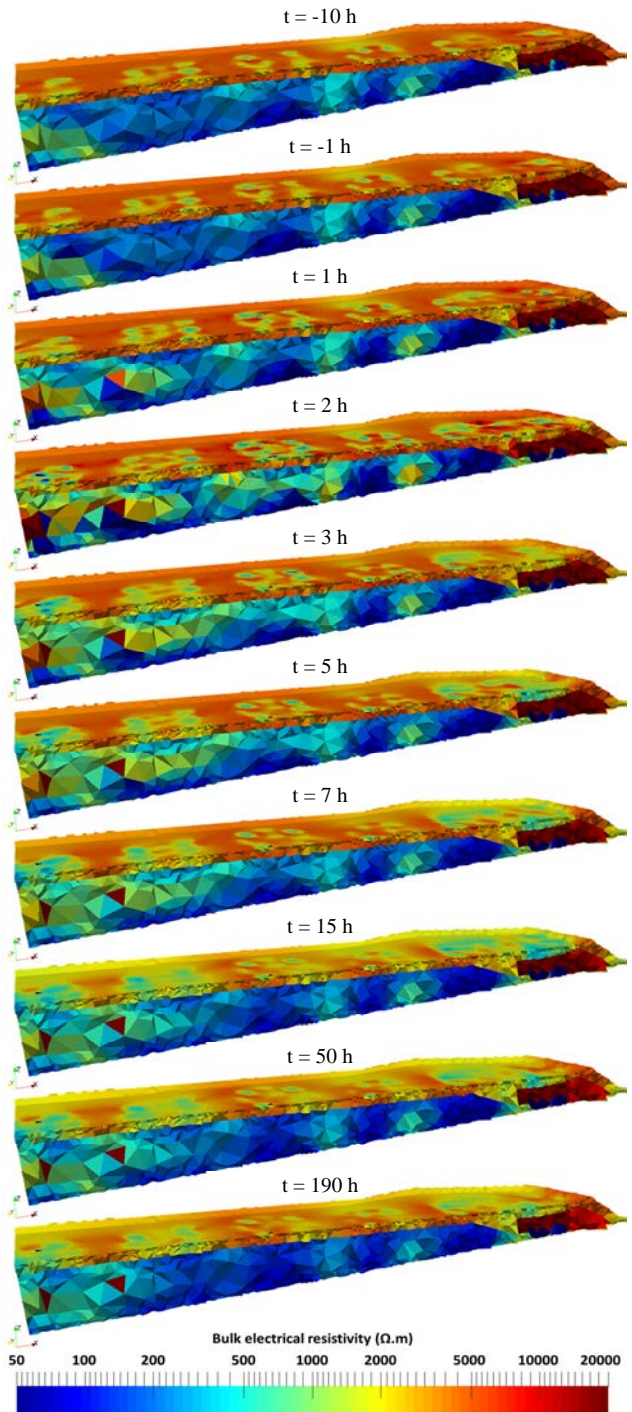 t = -10 h
t = -1 h
t = 1 h
t = 2 h
t = 3 h
t = 5 h
t = 7 h
t = 15 h
t = 50 h
t = 190 h
Bulk electrical resistivity (Ω.m)
50 100 200 500 1000 2000 5000 10000 20000